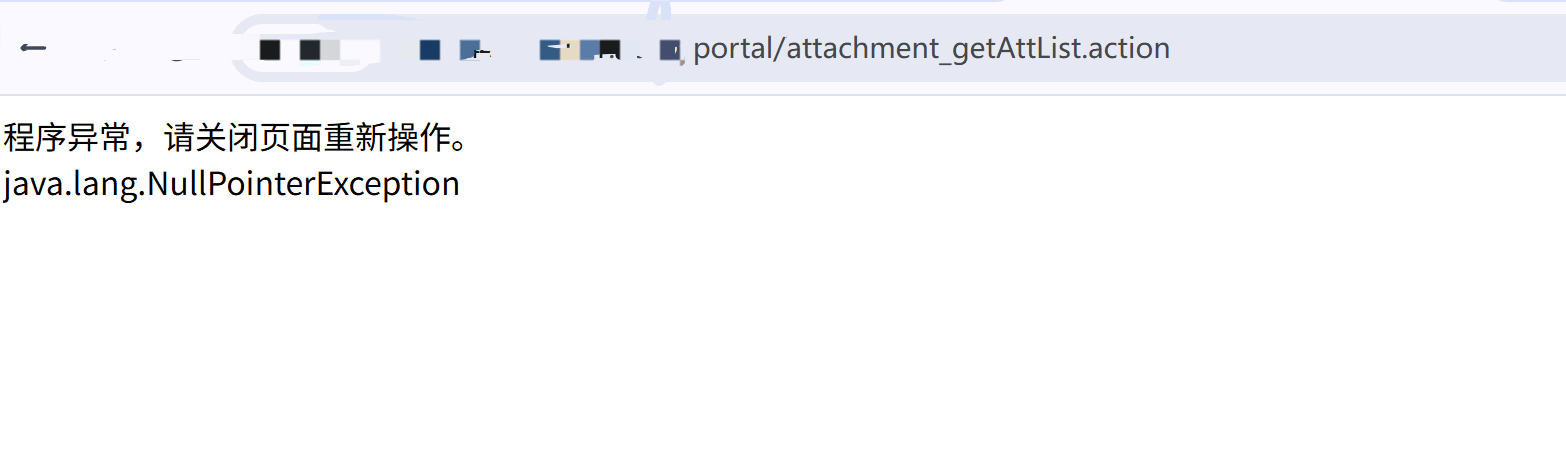 portal/attachment_getAttList.action
程序异常，请关闭页面重新操作。
java.lang.NullPointerException